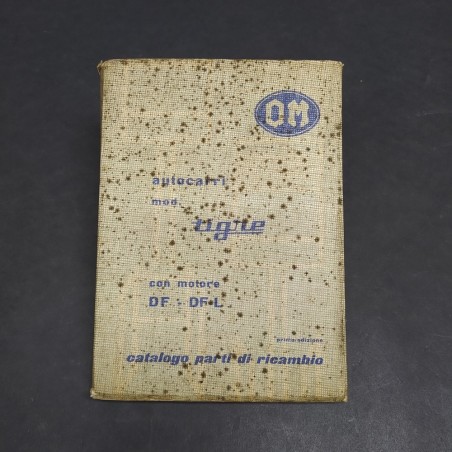 OM
autocarri
mod.
tigre
con motore
DF - DF-L
prima edizione
catalogo parti di ricambio